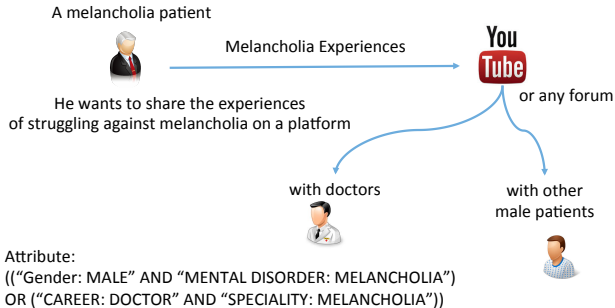 A melancholia patient
Melancholia Experiences
You
Tube
or any forum
He wants to share the experiences
of struggling against melancholia on a platform
with doctors
with other
male patients
Attribute:
((“Gender: MALE” AND “MENTAL DISORDER: MELANCHOLIA”)
OR (“CAREER: DOCTOR” AND “SPECIALITY: MELANCHOLIA”))